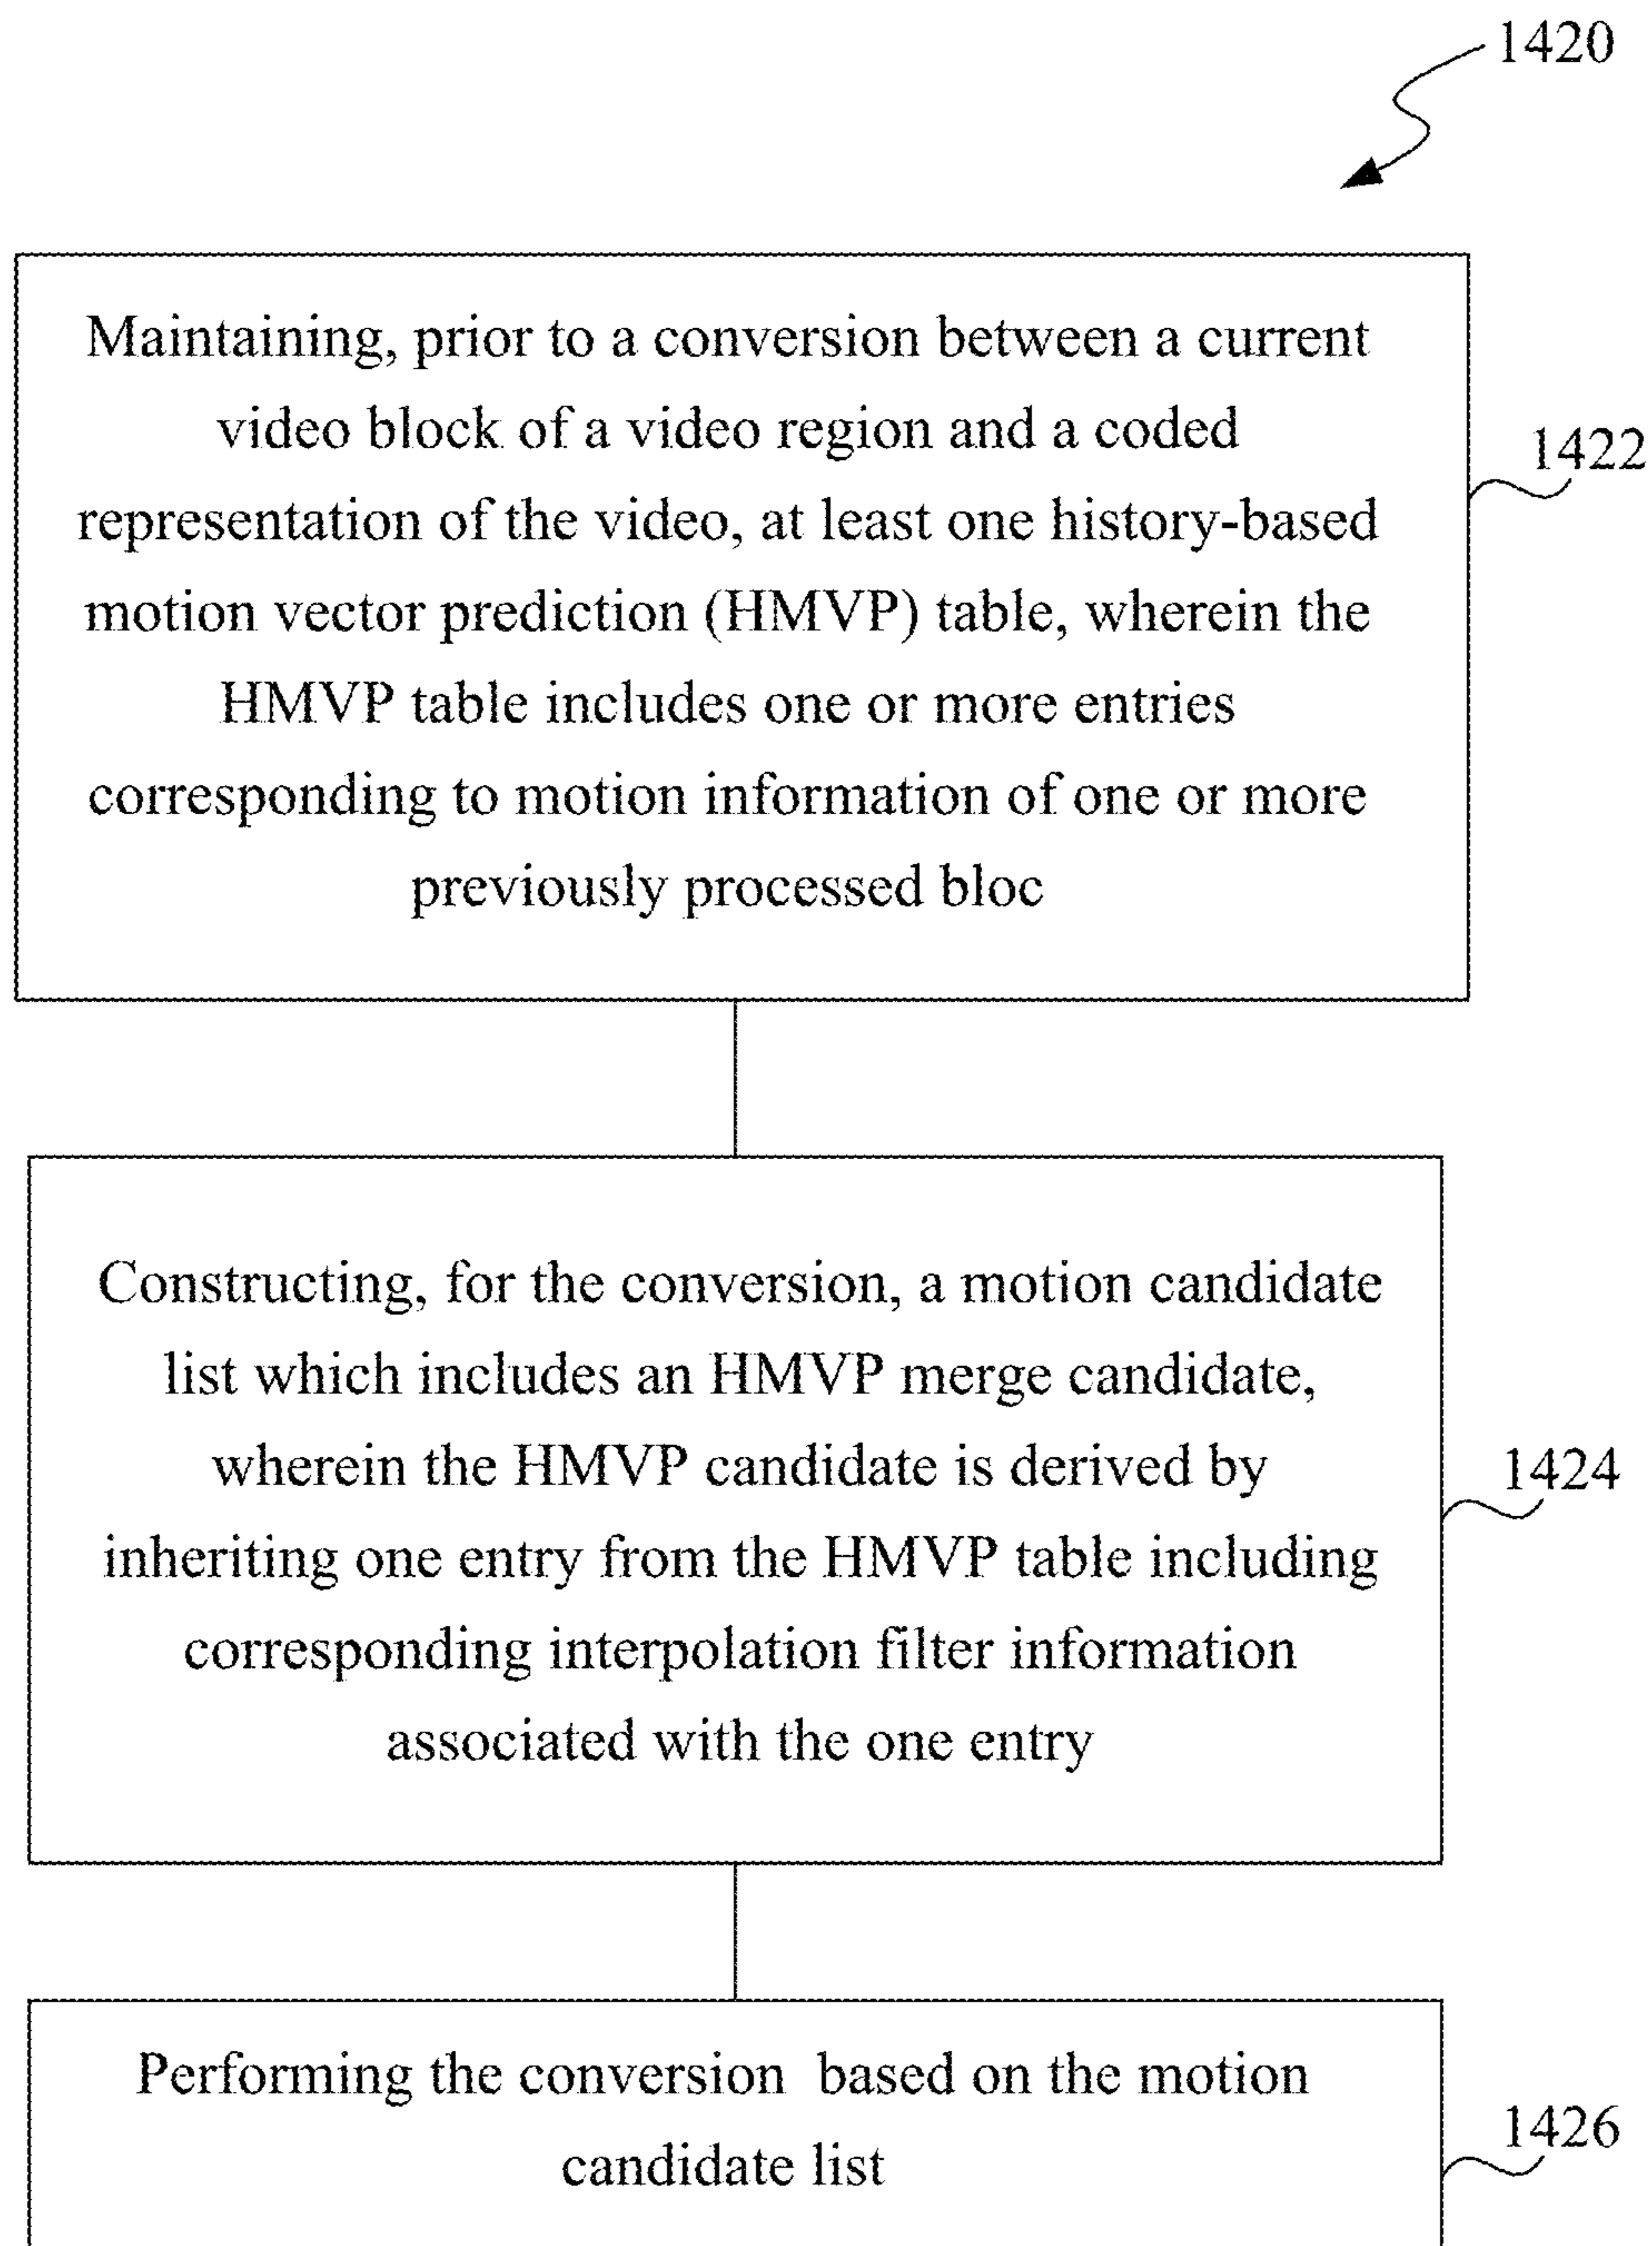 1420
Maintaining, prior to a conversion between a current
video block of a video region and a coded
representation of the video, at least one history-based
motion vector prediction (HMVP) table, wherein the
HMVP table includes one or more entries
corresponding to motion information of one or more
previously processed bloc
1422
Constructing, for the conversion, a motion candidate
list which includes an HMVP merge candidate,
wherein the HMVP candidate is derived by
inheriting one entry from the HMVP table including
corresponding interpolation filter information
associated with the one entry
1424
Performing the conversion based on the motion
candidate list
1426